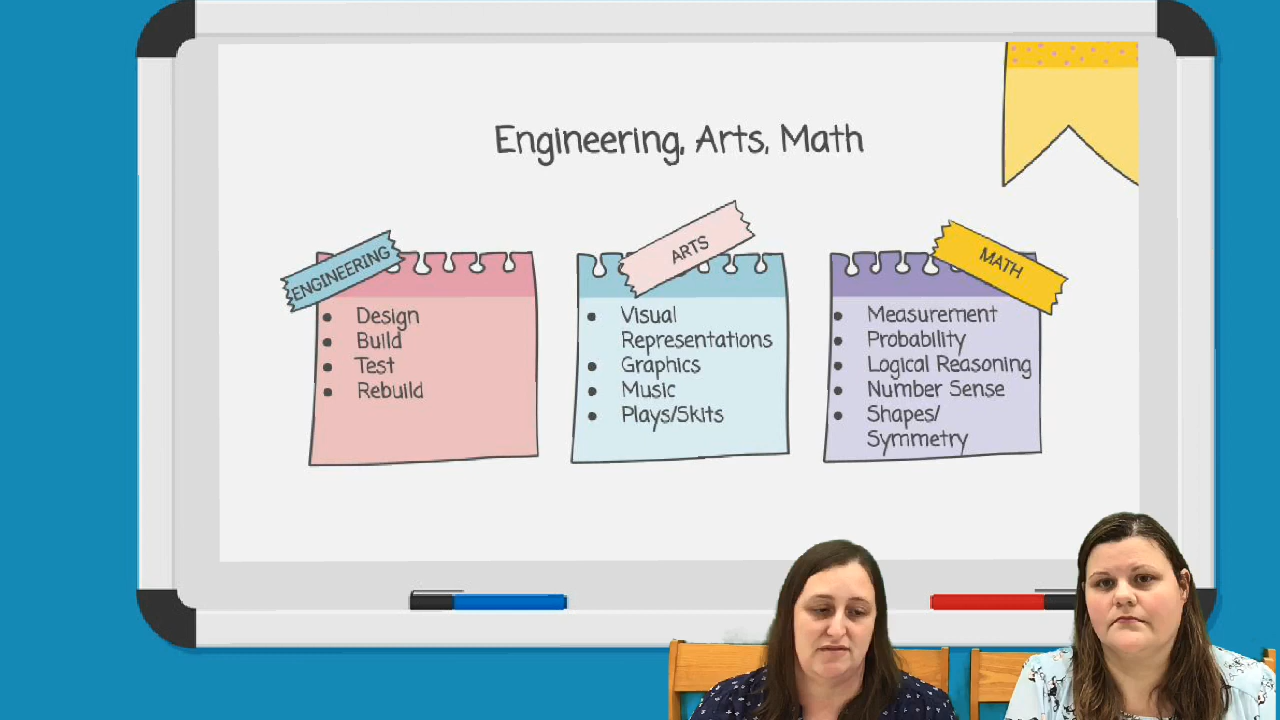 Engineering, Arts, Math
ENGINEERING
Design
Build
Test
Rebuild
ARTS
Visual
Representations
Graphics
Music
Plays/Skits
MATH
Measurement
Probability
Logical Reasoning
Number Sense
Shapes/
Symmetry